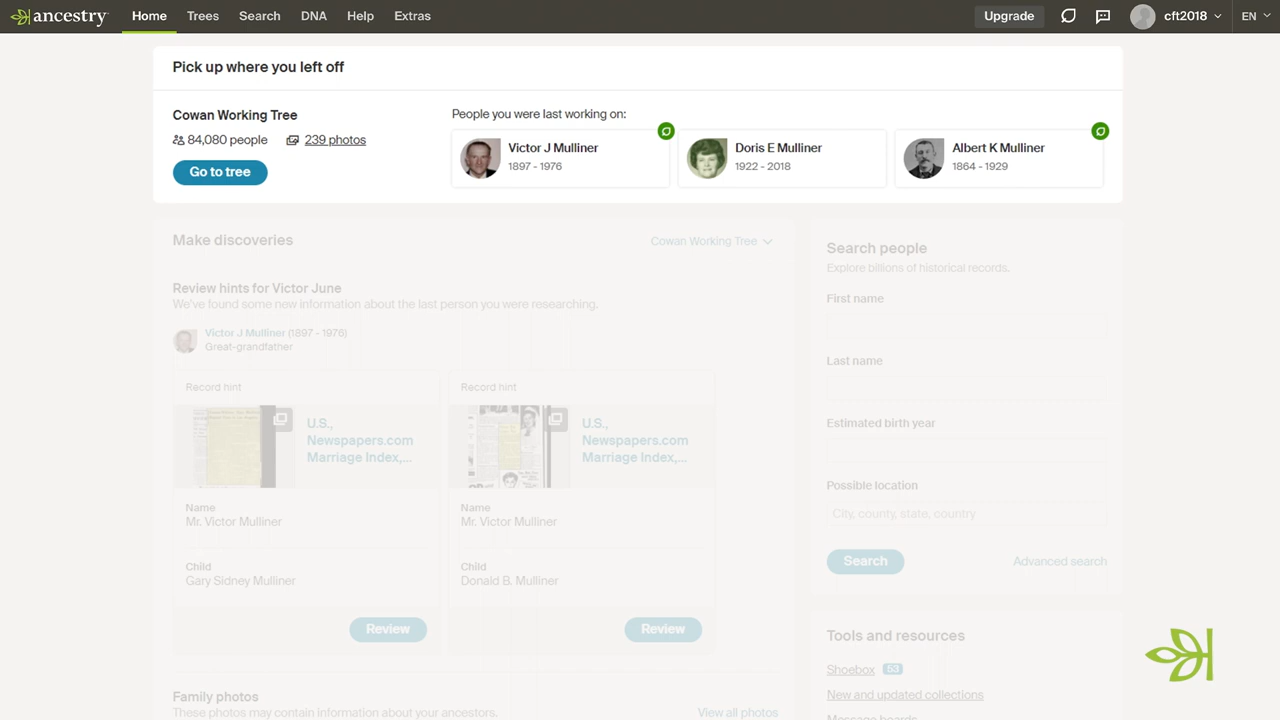 ancestry
Home
Trees
Search
DNA
Help
Extras
Upgrade
cft2018
EN
Pick up where you left off
Cowan Working Tree
84,080 people
239 photos
Go to tree
People you were last working on:
Victor J Mulliner
1897 - 1976
Doris E Mulliner
1922 - 2018
Albert K Mulliner
1864 - 1929
Make discoveries
Cowan Working Tree
Review hints for Victor June
We've found some new information about the last person you were researching.
Victor J Mulliner (1897 - 1976)
Great-grandfather
Record hint
U.S.,
Newspapers.com
Marriage Index,...
Name
Mr. Victor Mulliner
Child
Gary Sidney Mulliner
Review
Record hint
U.S.,
Newspapers.com
Marriage Index,...
Name
Mr. Victor Mulliner
Child
Donald B. Mulliner
Review
Family photos
View all photos
These photos may contain information about your ancestors.
Search people
Explore billions of historical records.
First name
Last name
Estimated birth year
Possible location
City, county, state, country
Search
Advanced search
Tools and resources
Shoebox 53
New and updated collections
Message boards